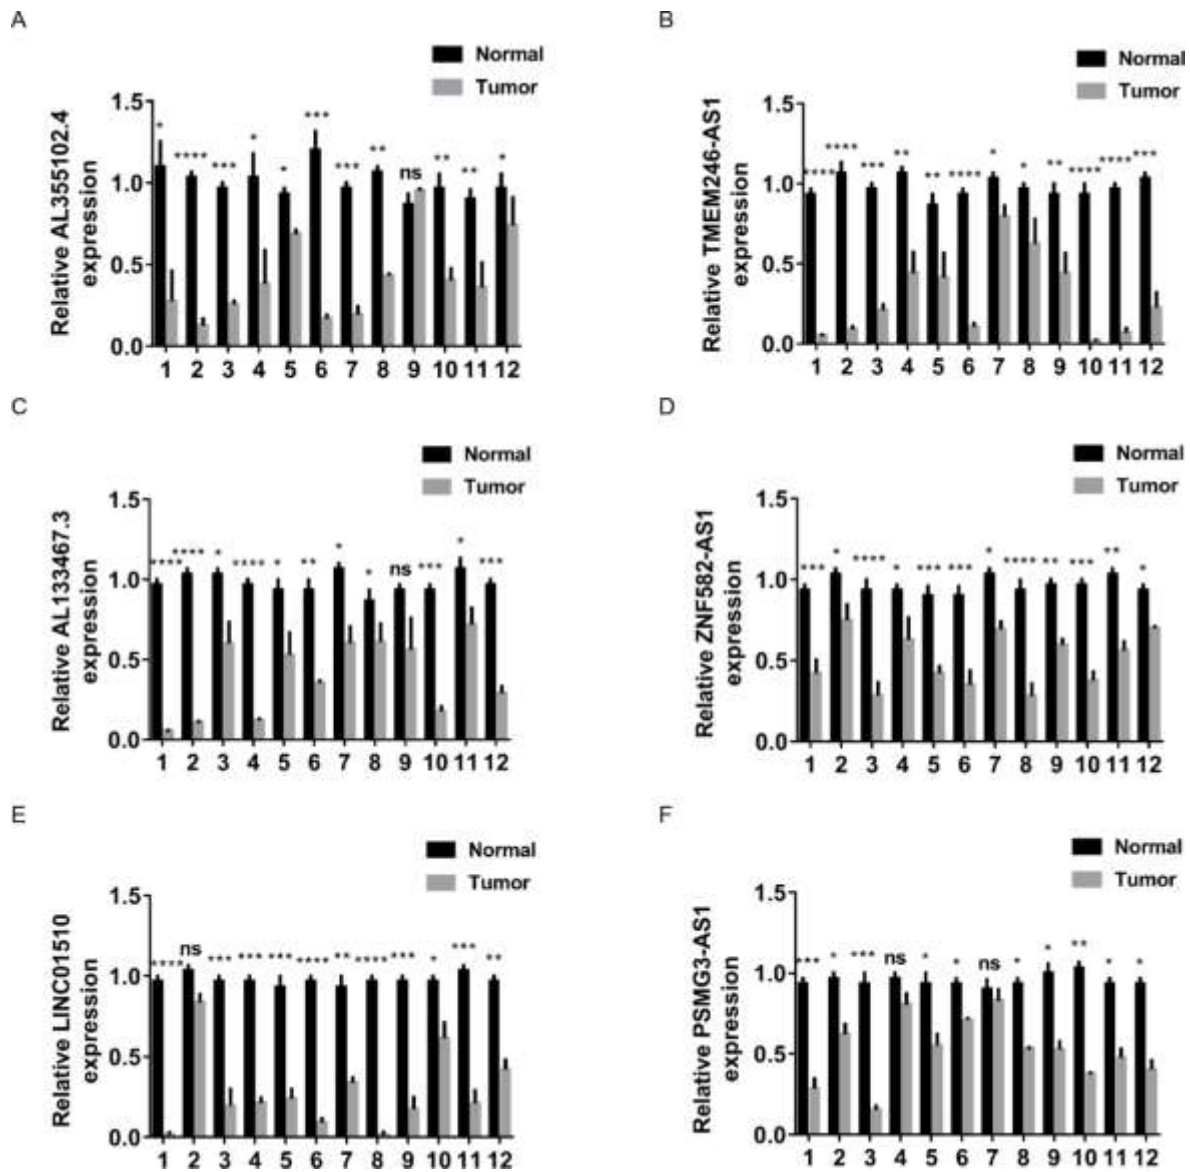 A
Normal
Tumor
Relative AL355102.4
expression
1.5
1.0
0.5
0.0
* **** *** * * *** *** ** ns ** ** *
1 2 3 4 5 6 7 8 9 10 11 12
B
Normal
Tumor
Relative TMEM246-AS1
expression
1.5
1.0
0.5
0.0
**** **** *** ** ** **** * * ** **** **** ***
1 2 3 4 5 6 7 8 9 10 11 12
C
Normal
Tumor
Relative AL133467.3
expression
1.5
1.0
0.5
0.0
**** **** * **** * ** * * ns *** * ***
1 2 3 4 5 6 7 8 9 10 11 12
D
Normal
Tumor
Relative ZNF582-AS1
expression
1.5
1.0
0.5
0.0
*** * **** * *** *** * **** ** *** ** *
1 2 3 4 5 6 7 8 9 10 11 12
E
Normal
Tumor
Relative LINC01510
expression
1.5
1.0
0.5
0.0
**** ns *** *** *** **** ** **** *** * *** **
1 2 3 4 5 6 7 8 9 10 11 12
F
Normal
Tumor
Relative PSMG3-AS1
expression
1.5
1.0
0.5
0.0
*** * *** ns * * ns * * ** * *
1 2 3 4 5 6 7 8 9 10 11 12